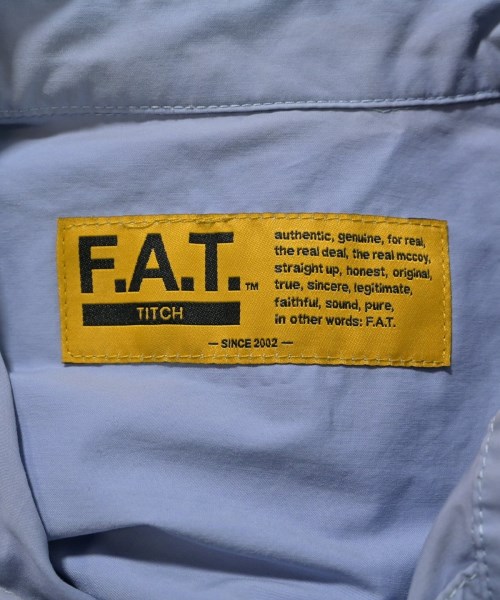 F.A.T.™
TITCH
authentic, genuine, for real,
the real deal, the real mccoy,
straight up, honest, original,
true, sincere, legitimate,
faithful, sound, pure,
in other words: F.A.T.
— SINCE 2002 —